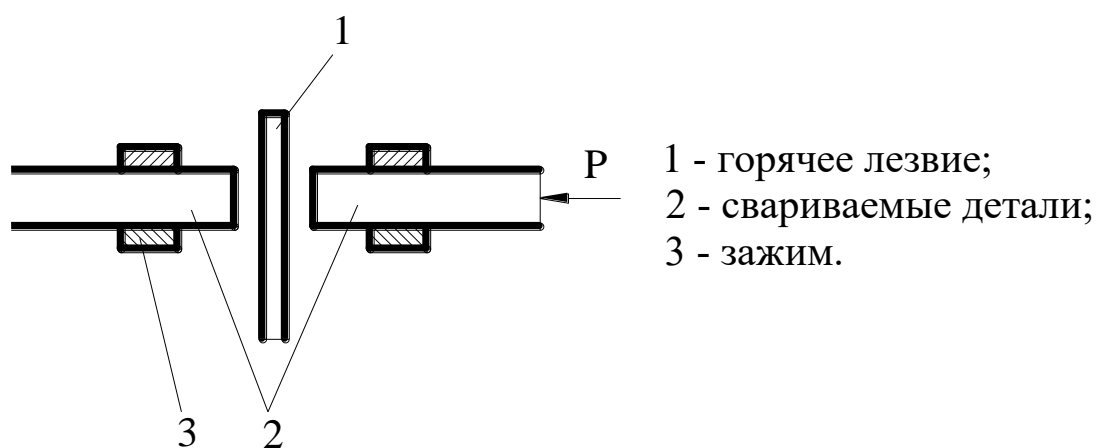 1
P
1 - горячее лезвие;
2 - свариваемые детали;
3 - зажим.
3
2